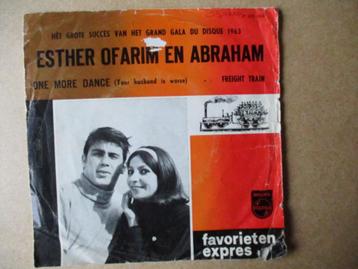 HÉT GROTE SUCCES VAN HET GRAND GALA DU DISQUE 1963
ESTHER OFARIM EN ABRAHAM
ONE MORE DANCE (Your husband is worse) - FREIGHT TRAIN
PHILIPS
favorieten
expres